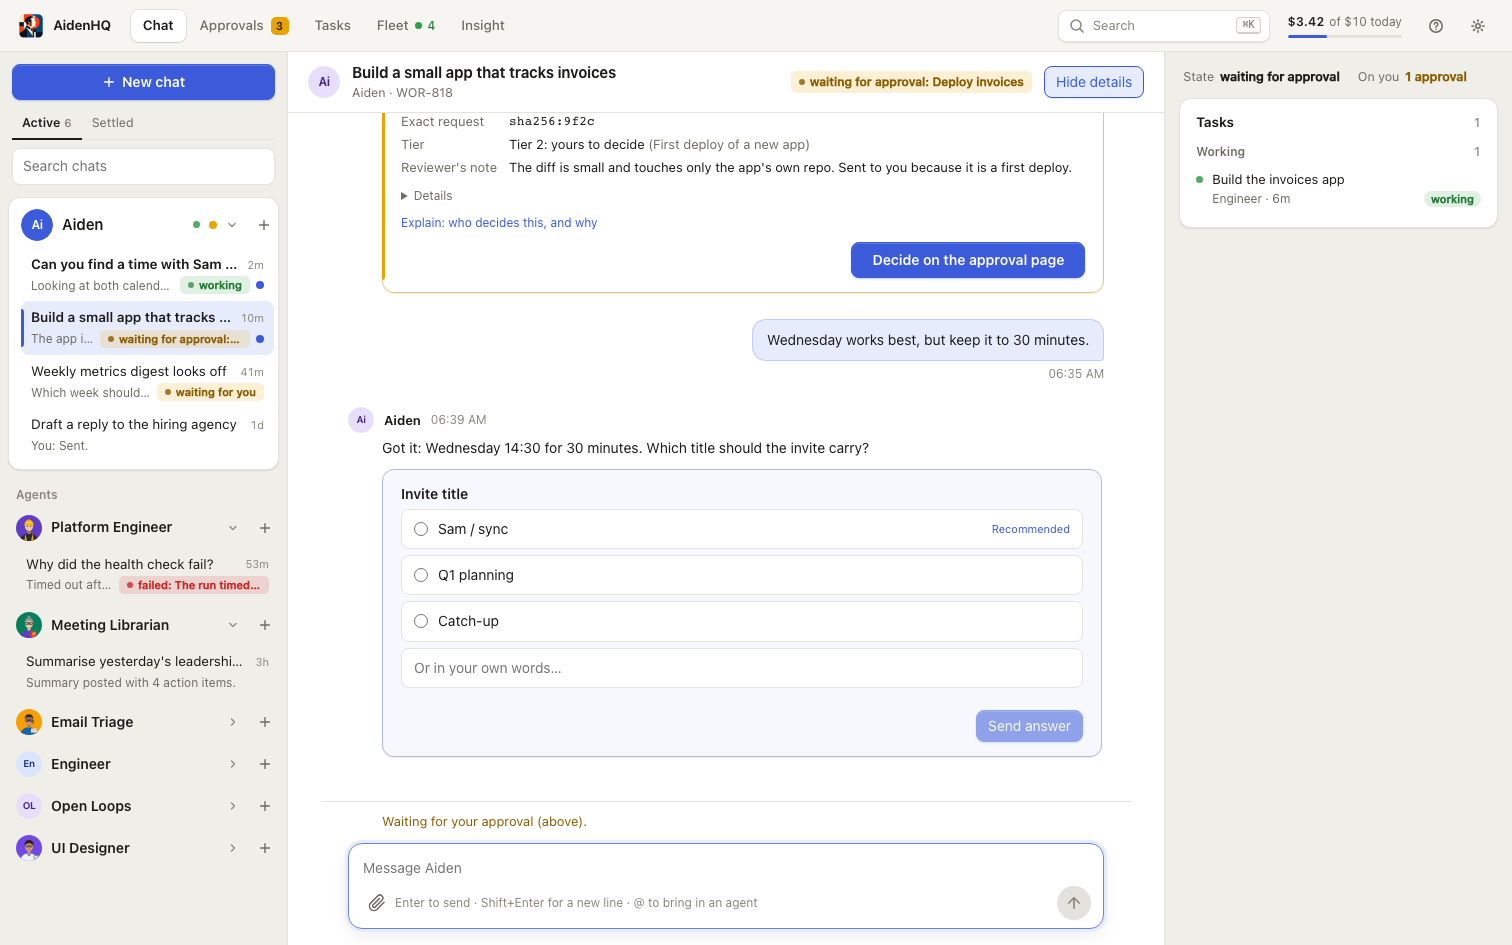 AidenHQ
Chat
Approvals 3
Tasks
Fleet 4
Insight
Search ⌘K
$3.42 of $10 today
+ New chat
Active 6
Settled
Search chats
Ai Aiden
Can you find a time with Sam ... 2m
Looking at both calend... working
Build a small app that tracks ... 10m
The app i... waiting for approval:...
Weekly metrics digest looks off 41m
Which week should... waiting for you
Draft a reply to the hiring agency 1d
You: Sent.
Agents
Platform Engineer
Why did the health check fail? 53m
Timed out aft... failed: The run timed...
Meeting Librarian
Summarise yesterday's leadershi... 3h
Summary posted with 4 action items.
Email Triage
En Engineer
OL Open Loops
UI Designer
Ai
Build a small app that tracks invoices
Aiden · WOR-818
waiting for approval: Deploy invoices
Hide details
Exact request sha256:9f2c
Tier Tier 2: yours to decide (First deploy of a new app)
Reviewer's note The diff is small and touches only the app's own repo. Sent to you because it is a first deploy.
Details
Explain: who decides this, and why
Decide on the approval page
Wednesday works best, but keep it to 30 minutes.
06:35 AM
Ai Aiden 06:39 AM
Got it: Wednesday 14:30 for 30 minutes. Which title should the invite carry?
Invite title
Sam / sync Recommended
Q1 planning
Catch-up
Or in your own words...
Send answer
Waiting for your approval (above).
Message Aiden
Enter to send · Shift+Enter for a new line · @ to bring in an agent
State waiting for approval On you 1 approval
Tasks 1
Working 1
Build the invoices app
Engineer · 6m working